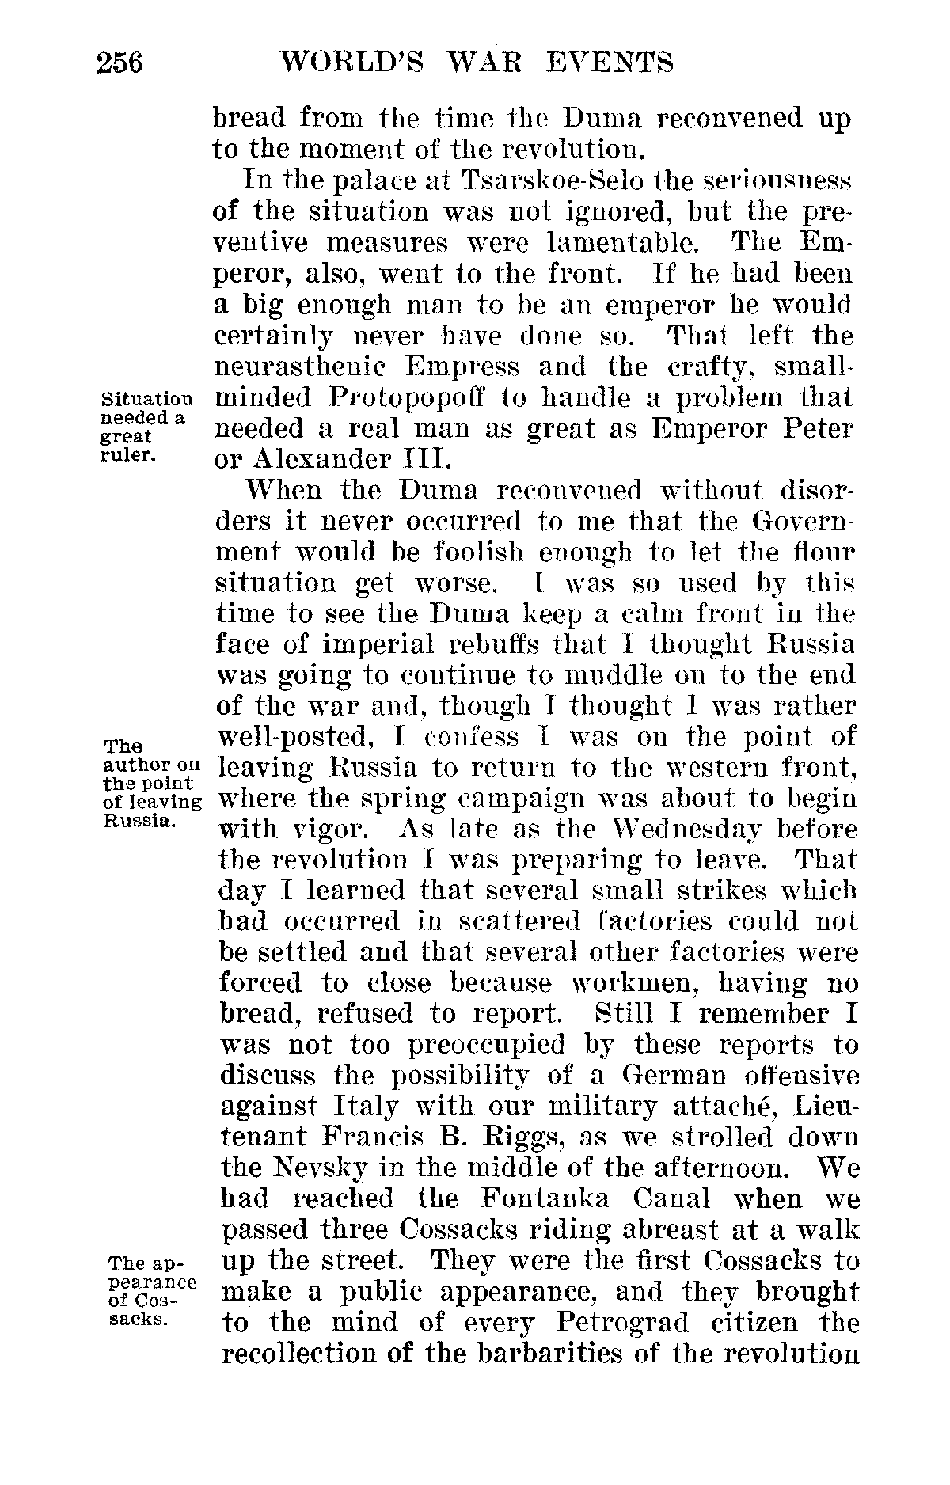 256 WORLD'S WAR EVENTS
bread from the time the Duma reconvened up
to the moment of the revolution.
In the palace at Tsarskoe-Selo the seriousness
of the situation was not ignored, but the pre-
ventive measures were lamentable. The Em-
peror, also, went to the front. If he had been
a big enough man to be an emperor he would
certainly never have done so. That left the
neurasthenic Empress and the crafty, small-
minded Protopopoff to handle a problem that
needed a real man as great as Emperor Peter
or Alexander III.
Situation
needed a
great
ruler.
When the Duma reconvened without disor-
ders it never occurred to me that the Govern-
ment would be foolish enough to let the flour
situation get worse. I was so used by this
time to see the Duma keep a calm front in the
face of imperial rebuffs that I thought Russia
was going to continue to muddle on to the end
of the war and, though I thought I was rather
well-posted, I confess I was on the point of
leaving Russia to return to the western front,
where the spring campaign was about to begin
with vigor. As late as the Wednesday before
the revolution I was preparing to leave. That
day I learned that several small strikes which
had occurred in scattered factories could not
be settled and that several other factories were
forced to close because workmen, having no
bread, refused to report. Still I remember I
was not too preoccupied by these reports to
discuss the possibility of a German offensive
against Italy with our military attaché, Lieu-
tenant Francis B. Riggs, as we strolled down
the Nevsky in the middle of the afternoon. We
had reached the Fontanka Canal when we
passed three Cossacks riding abreast at a walk
up the street. They were the first Cossacks to
make a public appearance, and they brought
to the mind of every Petrograd citizen the
recollection of the barbarities of the revolution
The
author on
the point
of leaving
Russia.
The ap-
pearance
of Cos-
sacks.